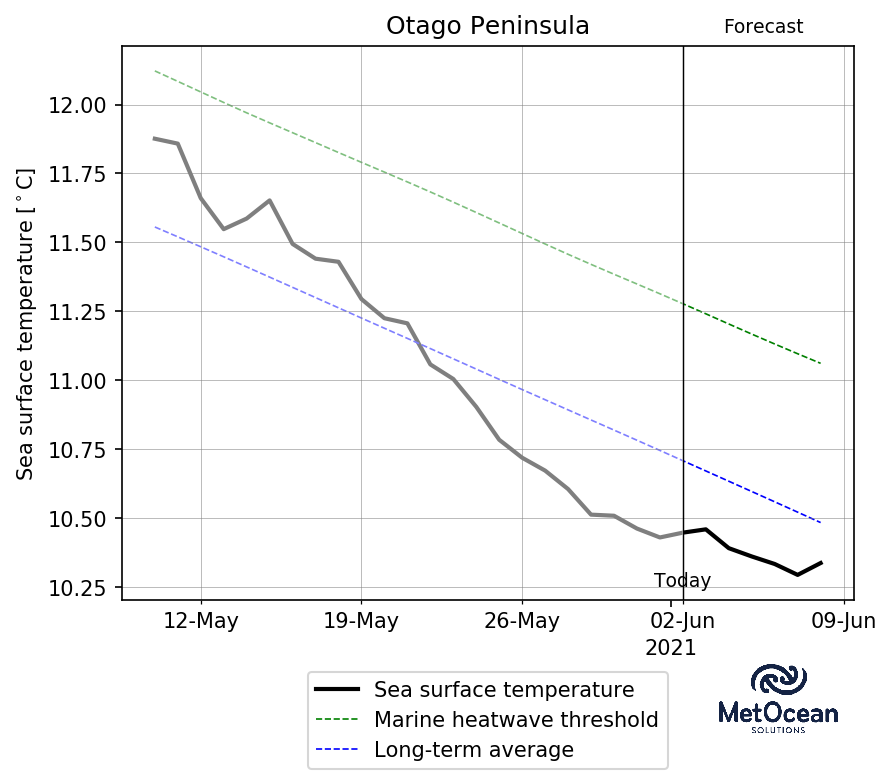 Otago Peninsula
Forecast
Sea surface temperature [°C]
12.00
11.75
11.50
11.25
11.00
10.75
10.50
10.25
Today
12-May
19-May
26-May
02-Jun
09-Jun
2021
Sea surface temperature
Marine heatwave threshold
Long-term average
MetOcean
SOLUTIONS